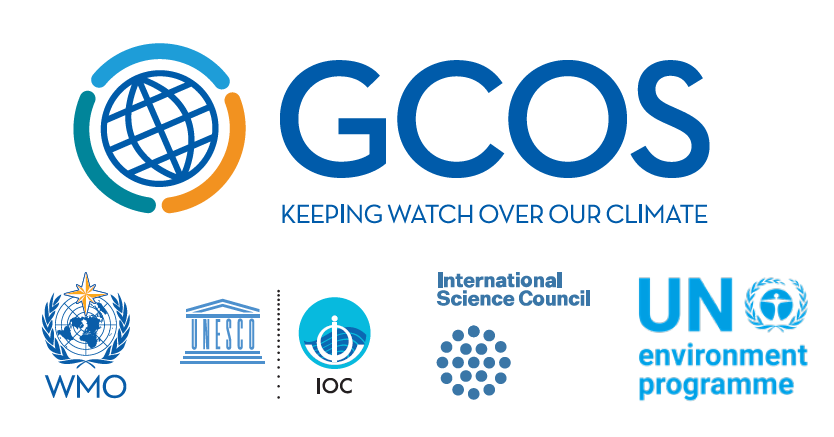 GCOS
KEEPING WATCH OVER OUR CLIMATE
WMO
UNESCO
IOC
International
Science Council
UN
environment
programme